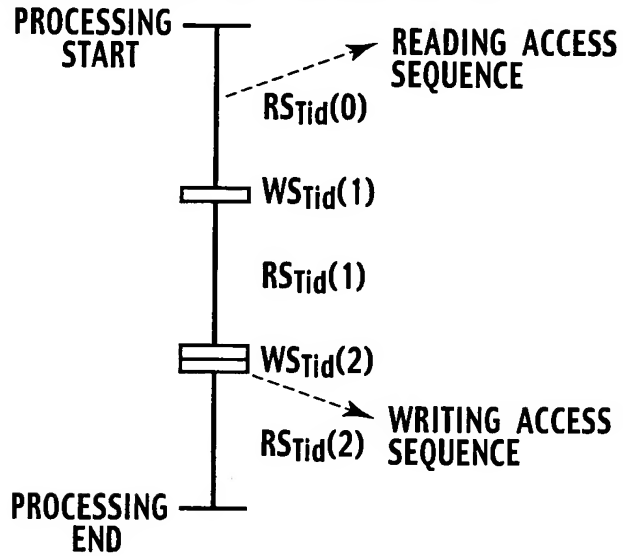 PROCESSING
START
READING ACCESS
SEQUENCE
RSTid(0)
WSTid(1)
RSTid(1)
WSTid(2)
WRITING ACCESS
SEQUENCE
RSTid(2)
PROCESSING
END